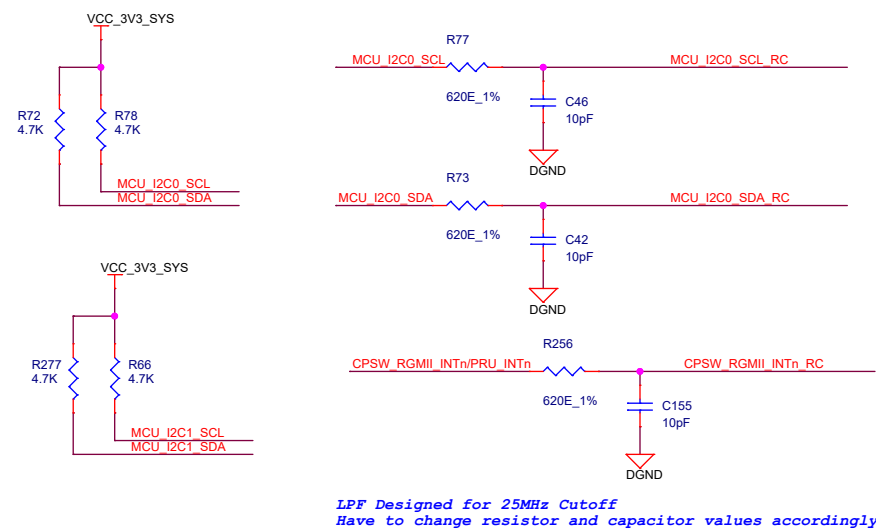 VCC_3V3_SYS
R72
4.7K
R78
4.7K
MCU_I2C0_SCL
MCU_I2C0_SDA
VCC_3V3_SYS
R277
4.7K
R66
4.7K
MCU_I2C1_SCL
MCU_I2C1_SDA
R77
MCU_I2C0_SCL
MCU_I2C0_SCL_RC
620E_1%
C46
10pF
DGND
R73
MCU_I2C0_SDA
MCU_I2C0_SDA_RC
620E_1%
C42
10pF
DGND
R256
CPSW_RGMII_INTn/PRU_INTn
CPSW_RGMII_INTn_RC
620E_1%
C155
10pF
DGND
LPF Designed for 25MHz Cutoff
Have to change resistor and capacitor values accordingly